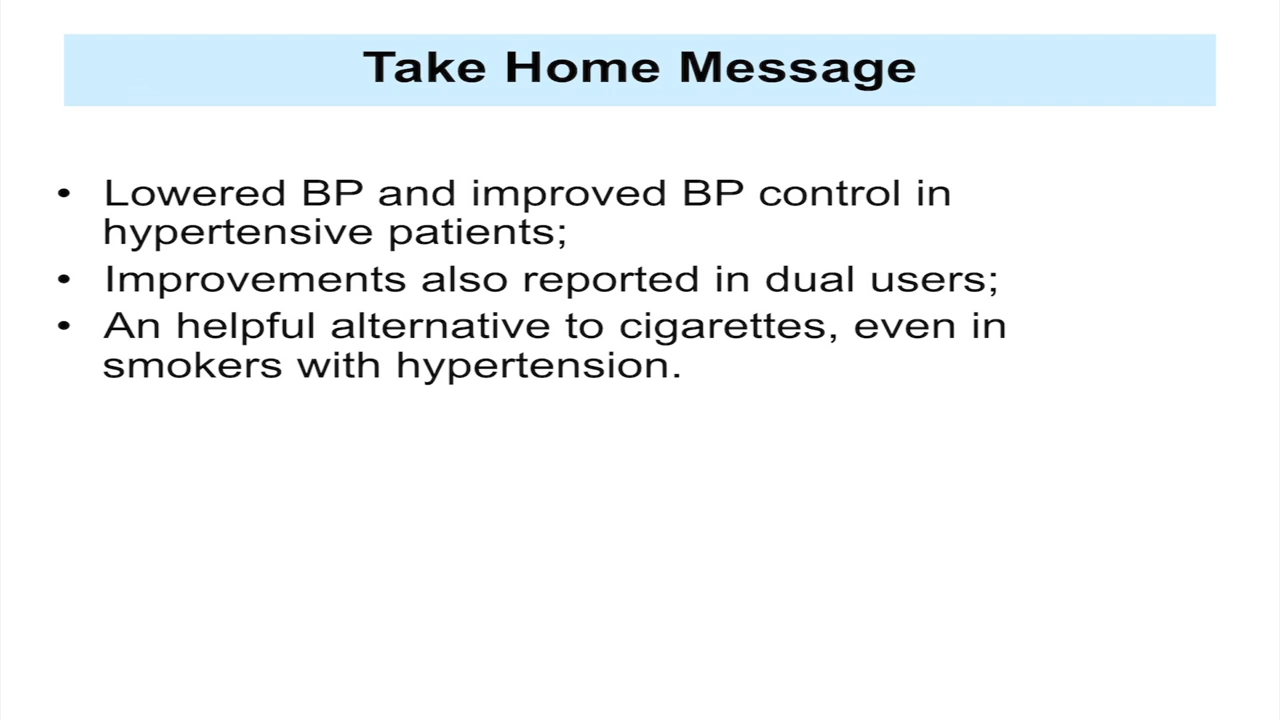 Take Home Message
• Lowered BP and improved BP control in
hypertensive patients;
• Improvements also reported in dual users;
• An helpful alternative to cigarettes, even in
smokers with hypertension.